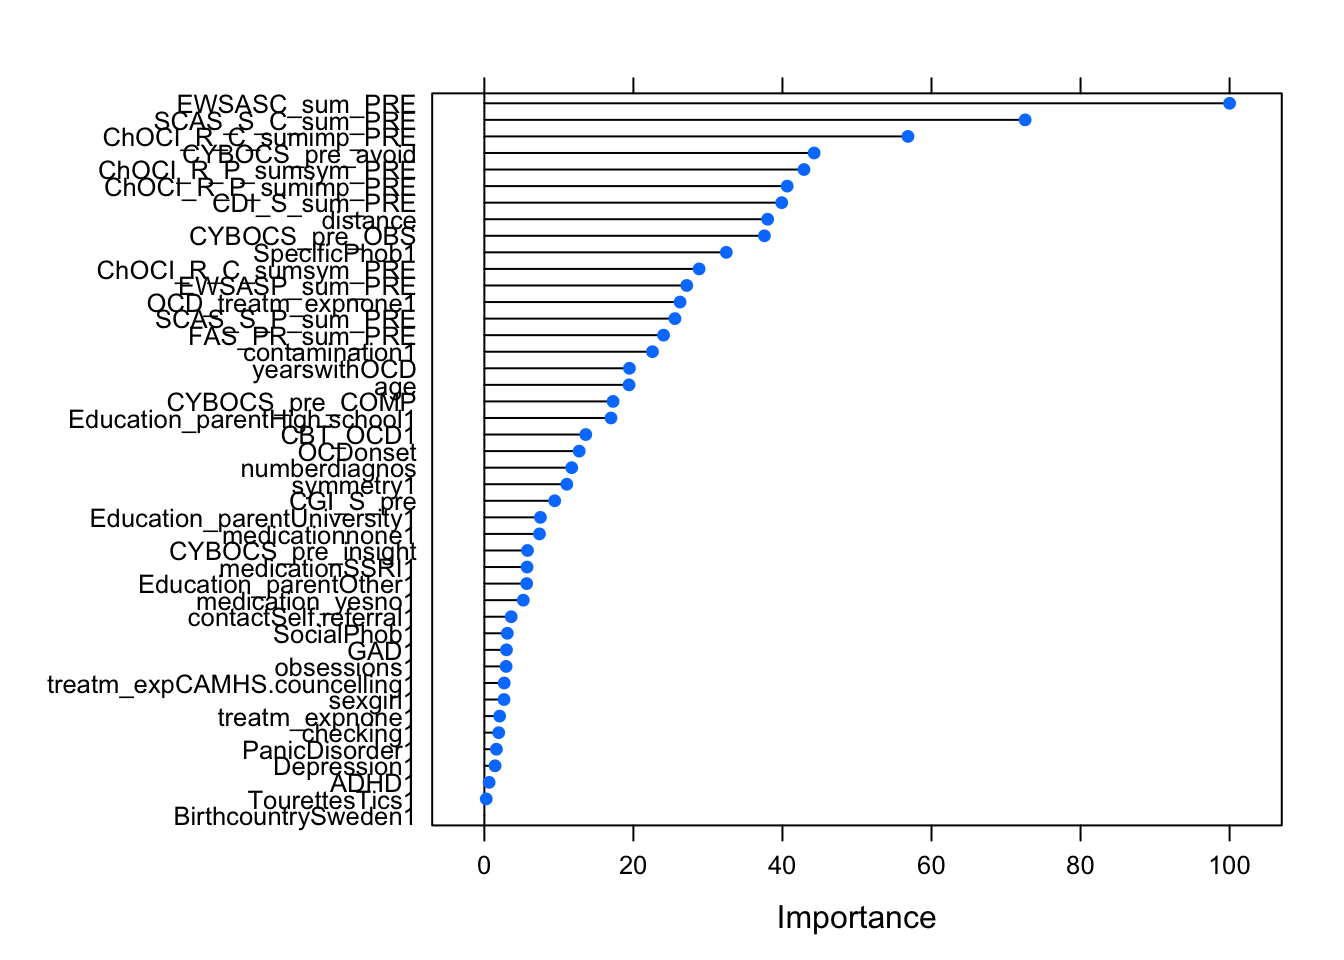 EWSASC_sum_PRE
SCAS_S_C_sum_PRE
ChOCI_R_C_sumimp_PRE
CYBOCS_pre_avoid
ChOCI_R_P_sumsym_PRE
ChOCI_R_P_sumimp_PRE
CDI_S_sum_PRE
distance
CYBOCS_pre_OBS
SpecificPhob1
ChOCI_R_C_sumsym_PRE
EWSASP_sum_PRE
OCD_treatm_expnone1
SCAS_S_P_sum_PRE
FAS_PR_sum_PRE
contamination1
yearswithOCD
age
CYBOCS_pre_COMP
Education_parentHigh.school1
CBT_OCD1
OCDonset
numberdiagnos
symmetry1
CGI_S_pre
Education_parentUniversity1
medicationnone1
CYBOCS_pre_insight
medicationSSRI1
Education_parentOther1
medication_yesno1
contactSelf.referral1
SocialPhob1
GAD1
obsessions1
treatm_expCAMHS.councelling1
sexgirl1
treatm_expnone1
checking1
PanicDisorder1
Depression1
ADHD1
TourettesTics1
BirthcountrySweden1
0 20 40 60 80 100
Importance